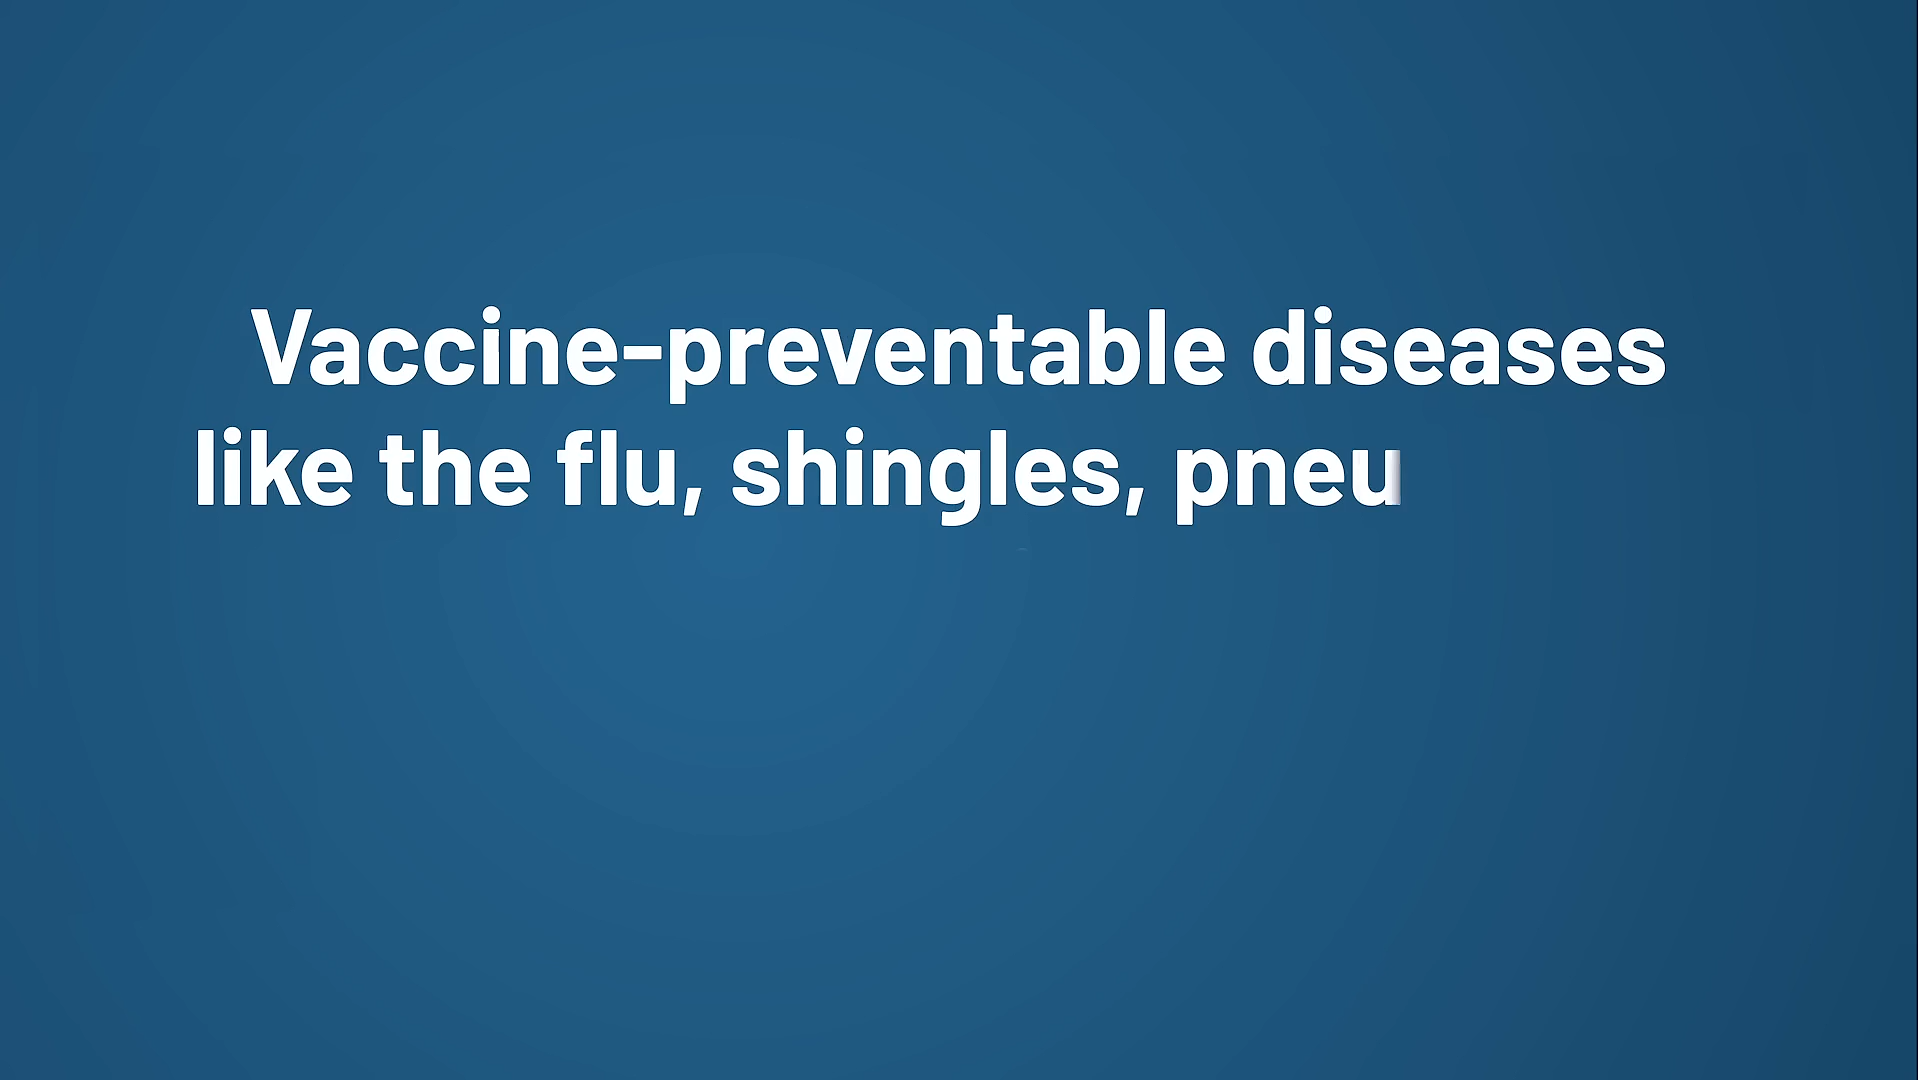 Vaccine-preventable diseases
like the flu, shingles, pneu